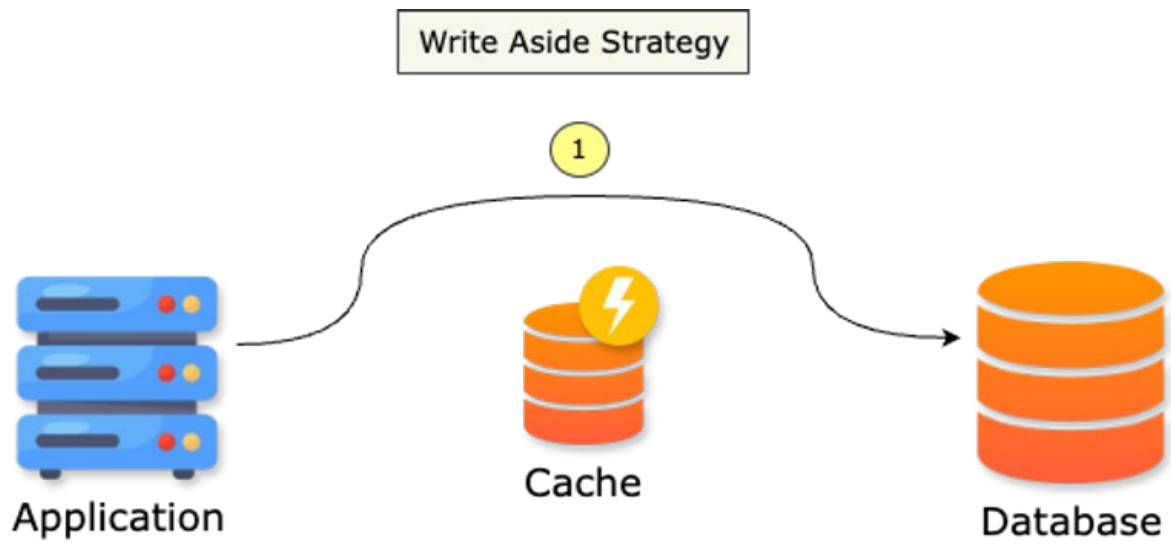 Write Aside Strategy
1
Cache
Application
Database